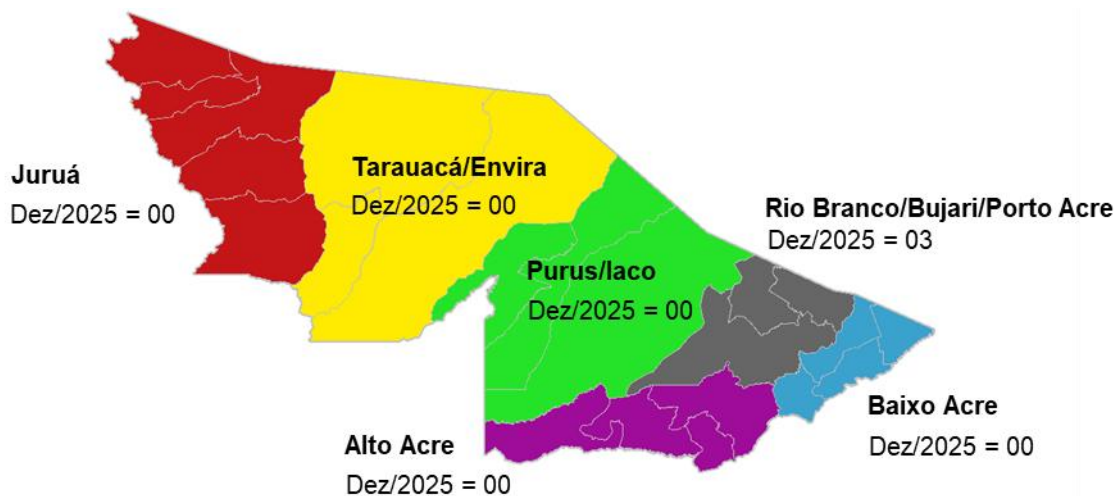 Juruá
Dez/2025 = 00
Tarauacá/Envira
Dez/2025 = 00
Purus/Iaco
Dez/2025 = 00
Rio Branco/Bujari/Porto Acre
Dez/2025 = 03
Alto Acre
Dez/2025 = 00
Baixo Acre
Dez/2025 = 00